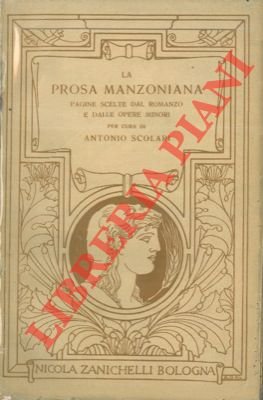 LA
PROSA MANZONIANA
PAGINE SCELTE DAL ROMANZO
E DALLE OPERE MINORI
PER CURA DI
ANTONIO SCOLARI
LIBRERIA PIANI
NICOLA ZANICHELLI BOLOGNA